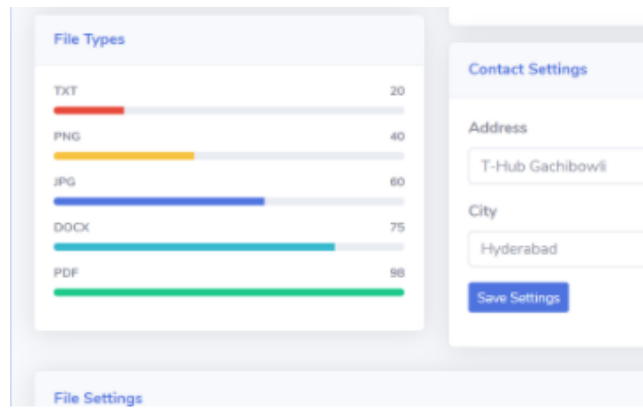 File Types
TXT 20
PNG 40
JPG 60
DOCX 75
PDF 98
Contact Settings
Address
T-Hub Gachibowli
City
Hyderabad
Save Settings
File Settings